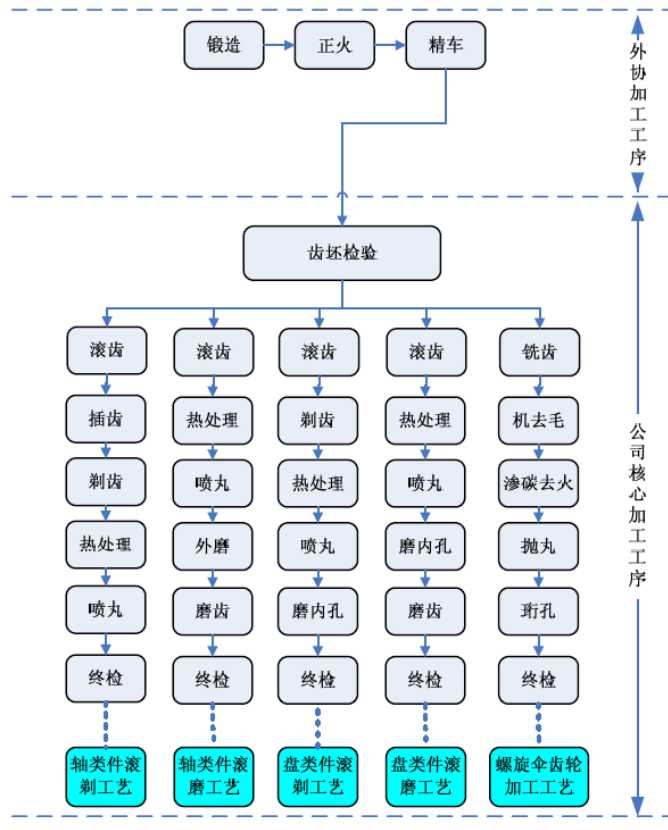 锻造
正火
精车
外协加工工序
齿坯检验
滚齿
滚齿
滚齿
滚齿
铣齿
插齿
热处理
剃齿
热处理
机去毛
剃齿
喷丸
热处理
喷丸
渗碳去火
热处理
外磨
喷丸
磨内孔
抛丸
喷丸
磨齿
磨内孔
磨齿
珩孔
终检
终检
终检
终检
终检
轴类件滚
剃工艺
轴类件滚
磨工艺
盘类件滚
剃工艺
盘类件滚
磨工艺
螺旋伞齿轮
加工工艺
公司核心加工工序